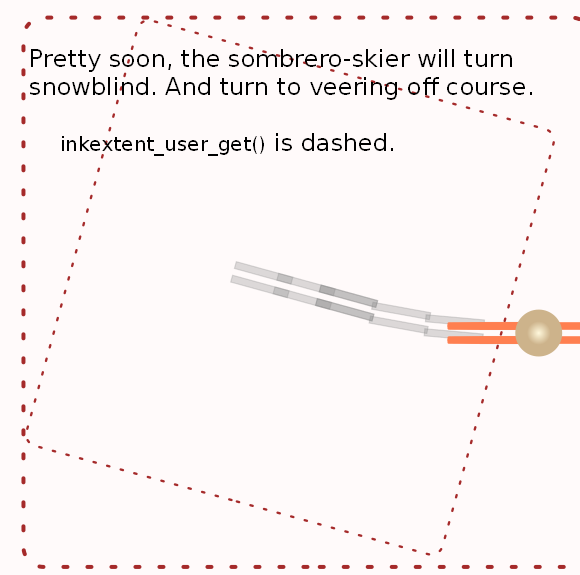 Pretty soon, the sombrero-skier will turn
snowblind. And turn to veering off course.
inkextent_user_get() is dashed.